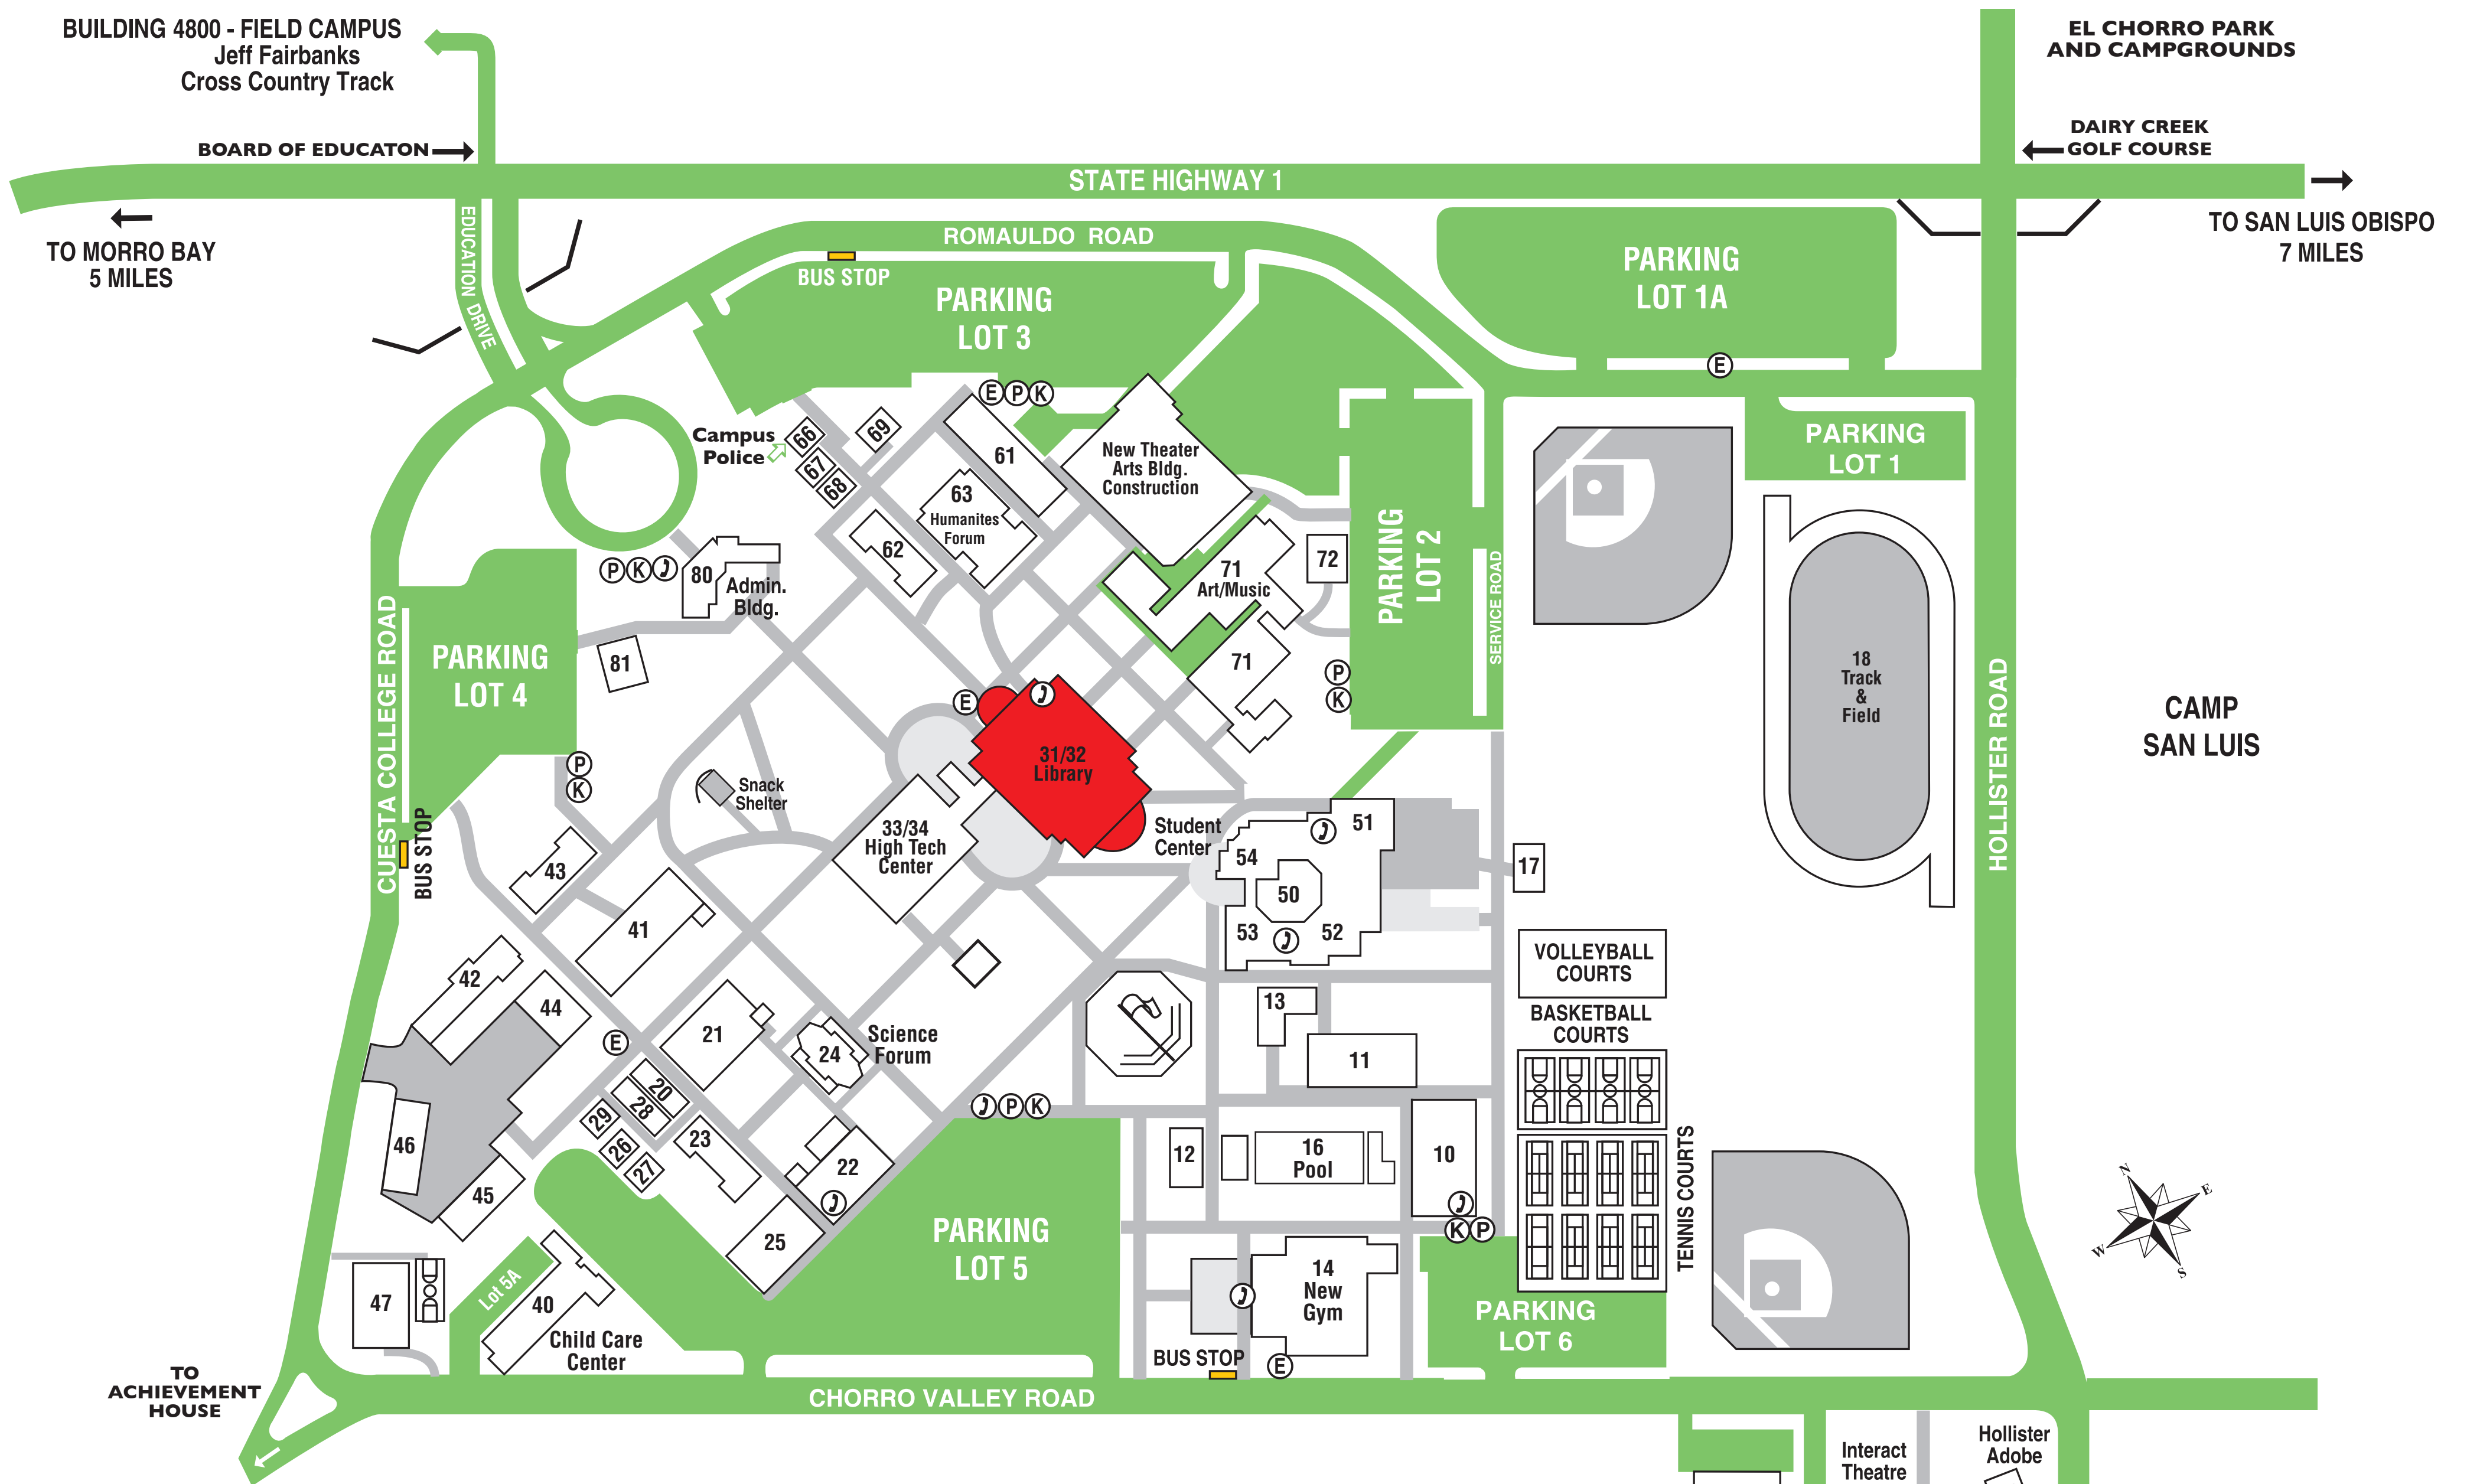 BUILDING 4800 - FIELD CAMPUS
Jeff Fairbanks
Cross Country Track
EL CHORRO PARK
AND CAMPGROUNDS
BOARD OF EDUCATON
DAIRY CREEK
GOLF COURSE
STATE HIGHWAY 1
TO MORRO BAY
5 MILES
TO SAN LUIS OBISPO
7 MILES
EDUCATION DRIVE
ROMAULDO ROAD
BUS STOP
PARKING
LOT 3
PARKING
LOT 1A
E
E P K
PARKING
LOT 1
Campus
Police
66
67
68
69
61
63
Humanites
Forum
62
New Theater
Arts Bldg.
Construction
71
Art/Music
72
71
PARKING
LOT 2
SERVICE ROAD
P
K
P K
80
Admin.
Bldg.
81
CUESTA COLLEGE ROAD
PARKING
LOT 4
P
K
BUS STOP
E
31/32
Library
Snack
Shelter
33/34
High Tech
Center
Student
Center
51
54
50
53
52
17
18
Track
&
Field
HOLLISTER ROAD
CAMP
SAN LUIS
43
41
42
44
E
21
24
Science
Forum
20
28
29
26
27
23
22
25
46
45
47
Lot 5A
40
Child Care
Center
P K
PARKING
LOT 5
13
11
12
16
Pool
10
K P
14
New
Gym
E
BUS STOP
VOLLEYBALL
COURTS
BASKETBALL
COURTS
TENNIS COURTS
PARKING
LOT 6
N
E
W
S
TO
ACHIEVEMENT
HOUSE
CHORRO VALLEY ROAD
Interact
Theatre
Hollister
Adobe